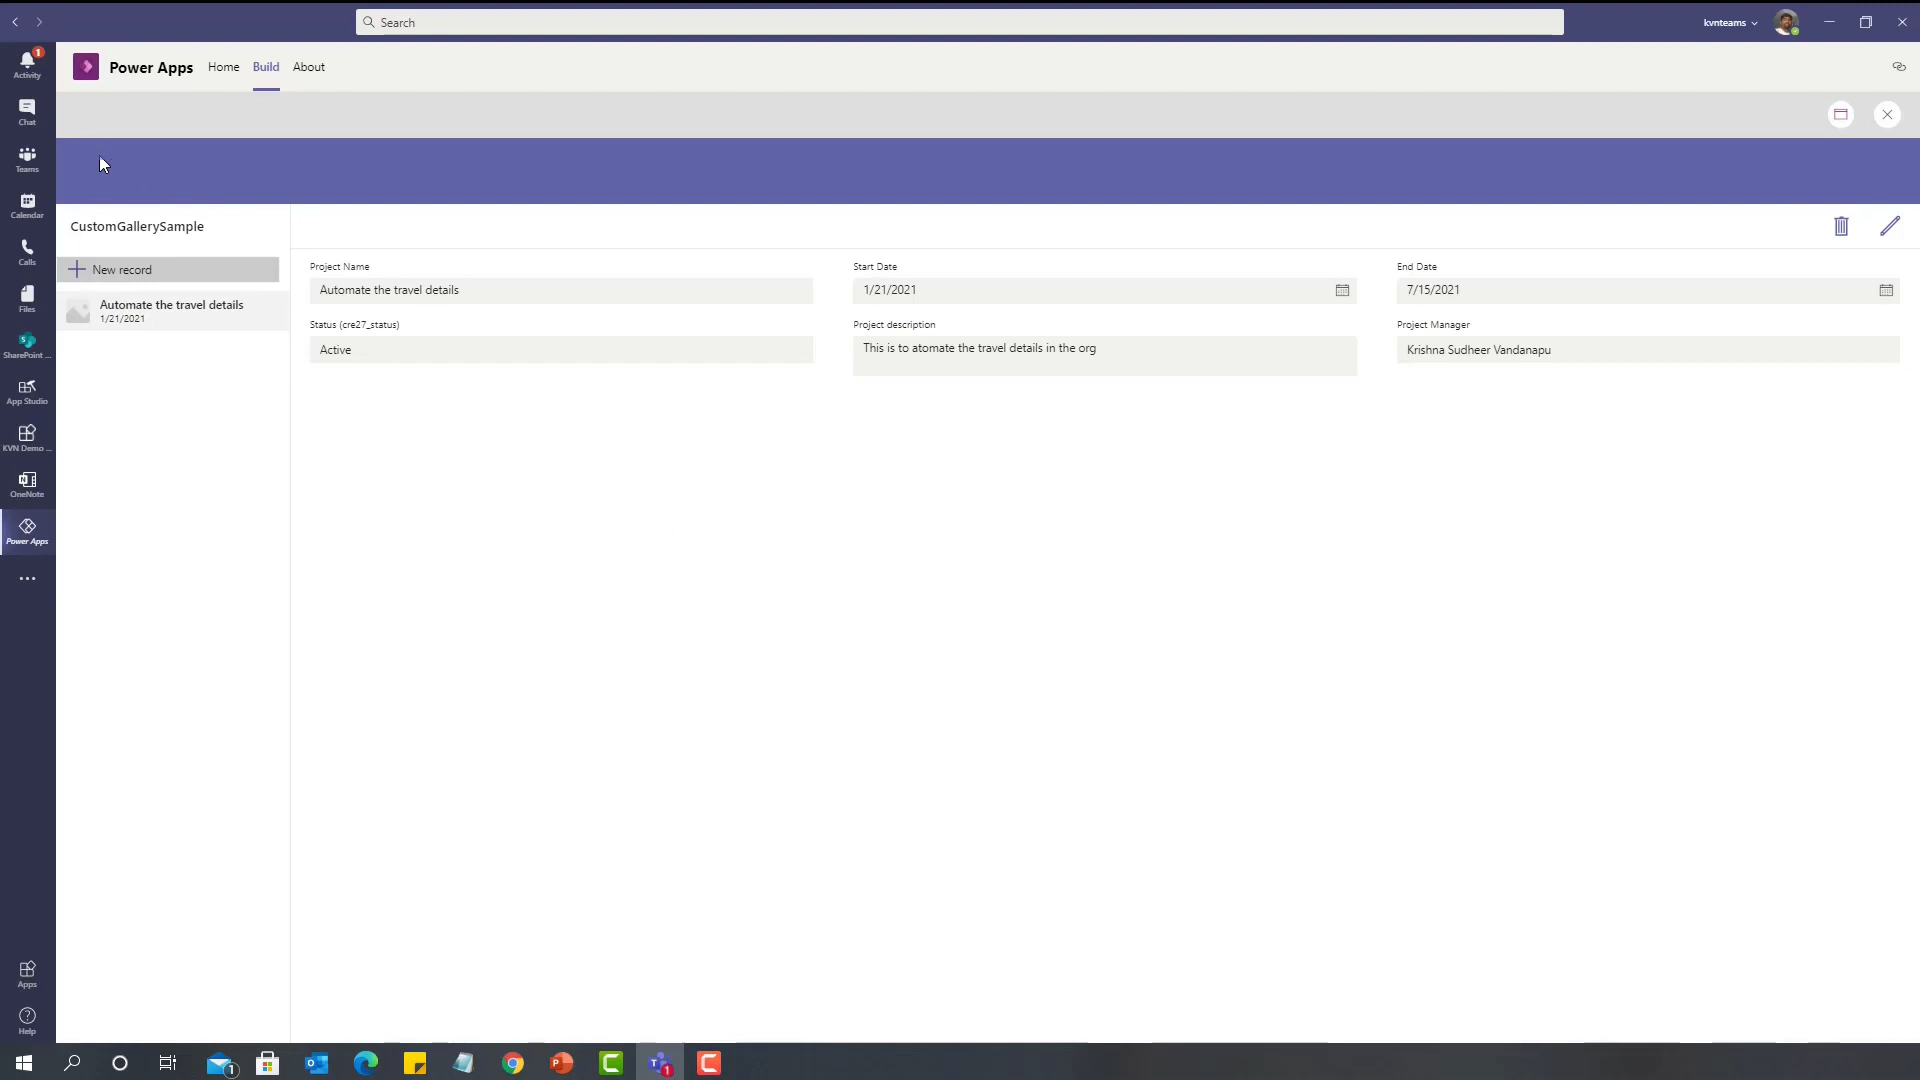 Search
kvnteams
1
Activity
Chat
Teams
Calendar
Calls
Files
S
SharePoint ...
App Studio
KVN Demo ...
N
OneNote
Power Apps
Apps
Help
Power Apps Home Build About
CustomGallerySample
New record
Automate the travel details
1/21/2021
Project Name Start Date End Date
Automate the travel details 1/21/2021 7/15/2021
Status (cre27_status) Project description Project Manager
Active This is to atomate the travel details in the org Krishna Sudheer Vandanapu
1
P
T
1